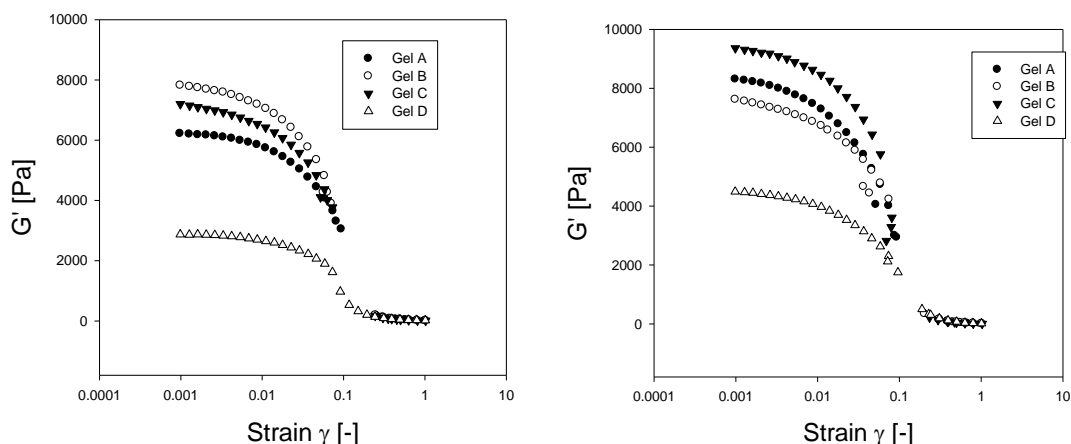 10000
8000
6000
4000
2000
0
G' [Pa]
Gel A
Gel B
Gel C
Gel D
0.0001 0.001 0.01 0.1 1 10
Strain γ [-]
10000
8000
6000
4000
2000
0
G' [Pa]
Gel A
Gel B
Gel C
Gel D
0.0001 0.001 0.01 0.1 1 10
Strain γ [-]